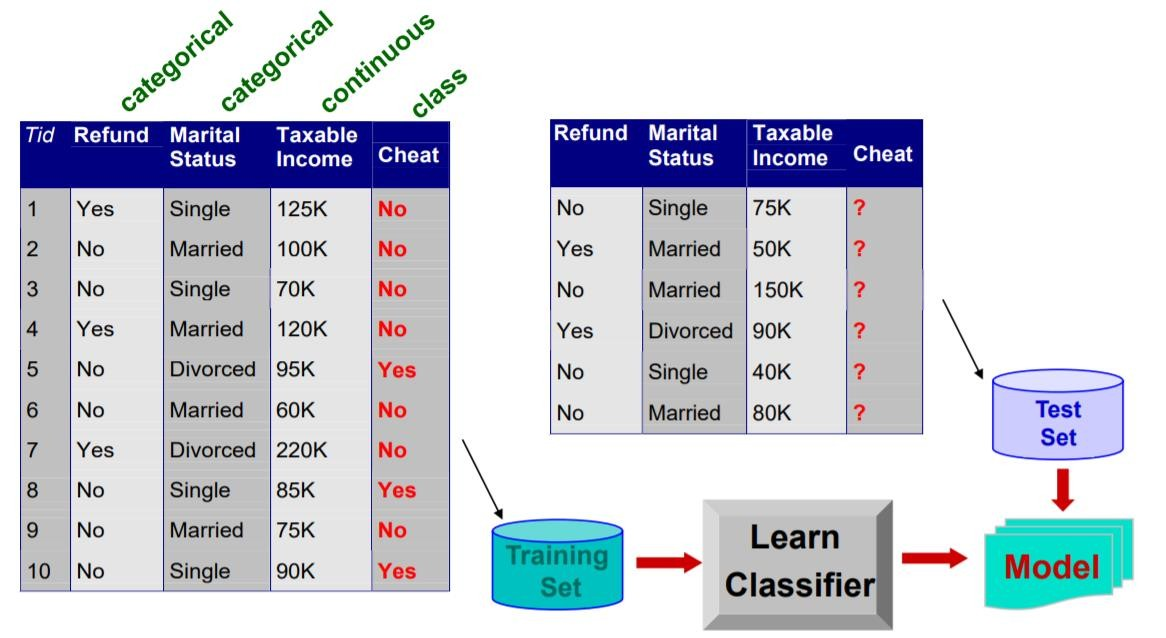 categorical
categorical
continuous
class
Tid Refund Marital Status Taxable Income Cheat
1 Yes Single 125K No
2 No Married 100K No
3 No Single 70K No
4 Yes Married 120K No
5 No Divorced 95K Yes
6 No Married 60K No
7 Yes Divorced 220K No
8 No Single 85K Yes
9 No Married 75K No
10 No Single 90K Yes
Refund Marital Status Taxable Income Cheat
No Single 75K ?
Yes Married 50K ?
No Married 150K ?
Yes Divorced 90K ?
No Single 40K ?
No Married 80K ?
Test
Set
Training
Set
Learn
Classifier
Model